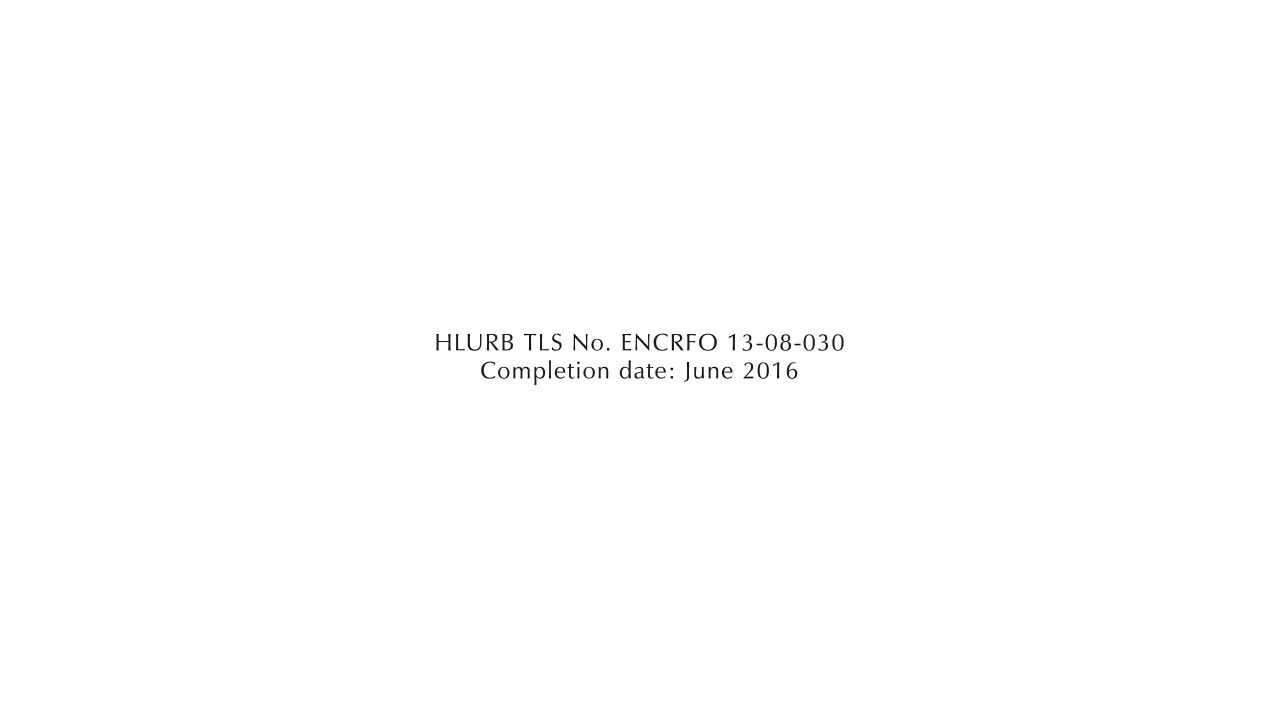 HLURB TLS No. ENCRFO 13-08-030
Completion date: June 2016